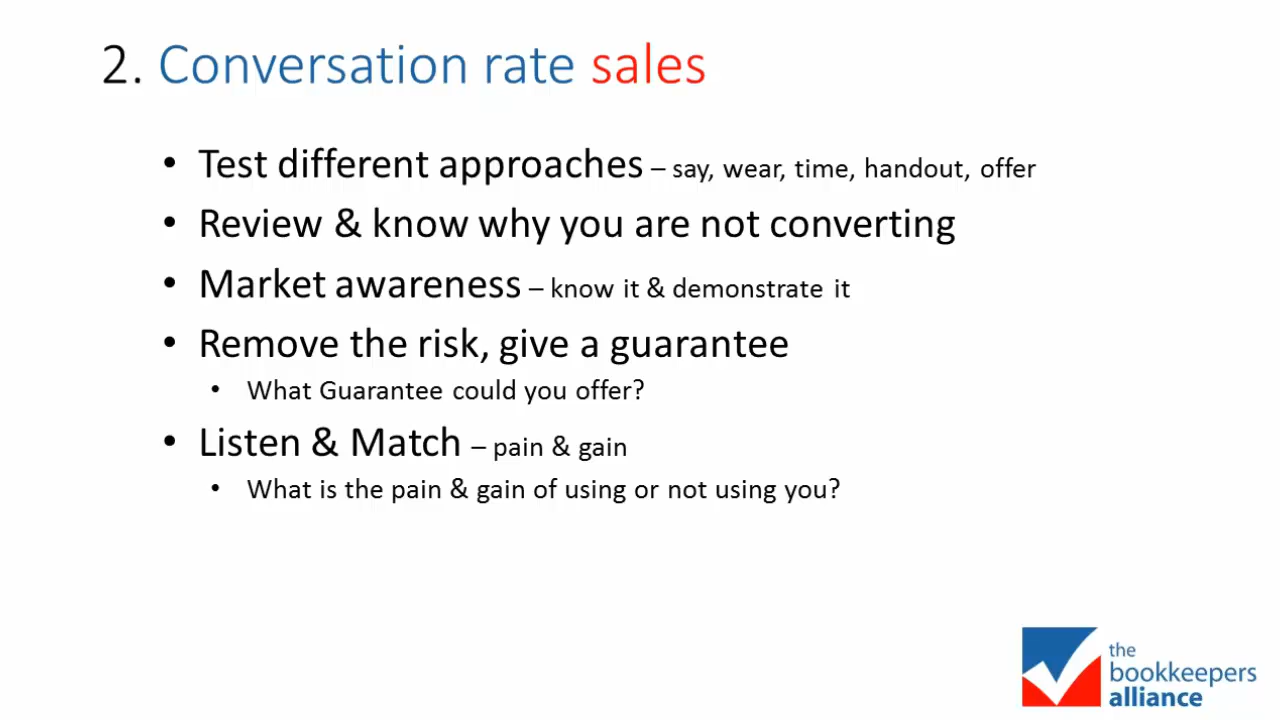 2. Conversation rate sales
• Test different approaches – say, wear, time, handout, offer
• Review & know why you are not converting
• Market awareness – know it & demonstrate it
• Remove the risk, give a guarantee
• What Guarantee could you offer?
• Listen & Match – pain & gain
• What is the pain & gain of using or not using you?
the
bookkeepers
alliance